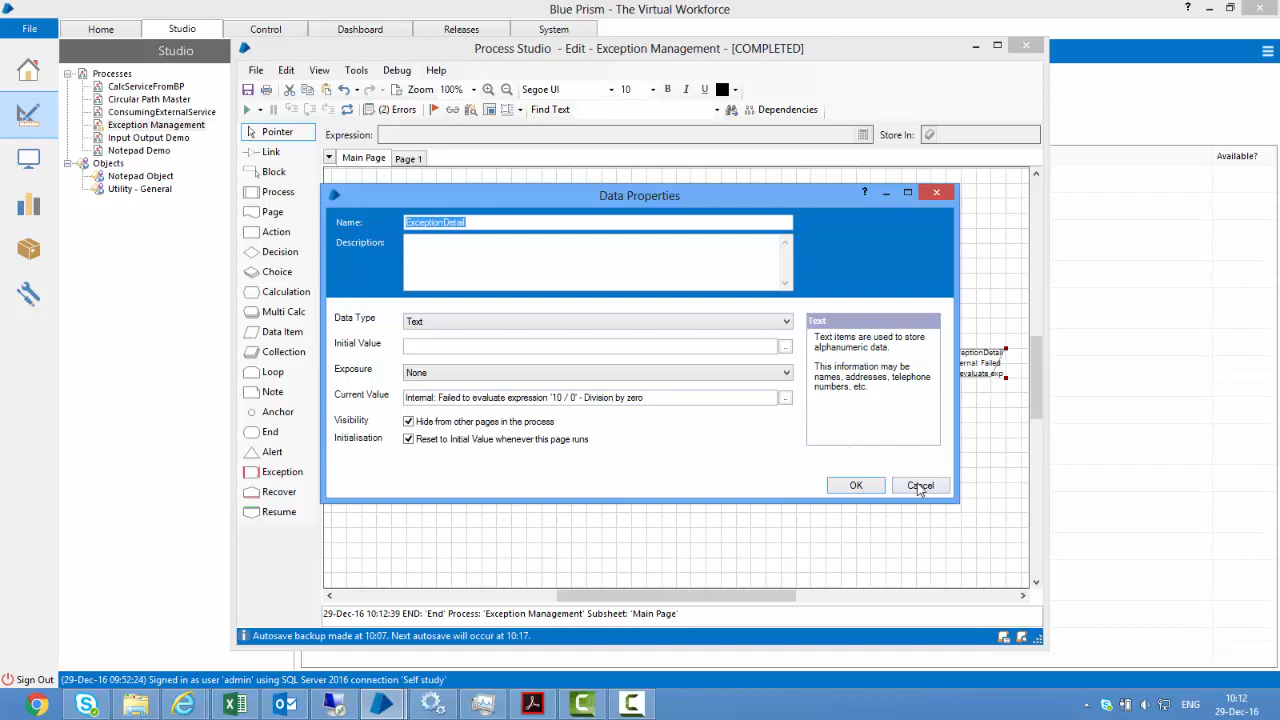 Blue Prism - The Virtual Workforce
File
Home
Studio
Control
Dashboard
Releases
System
Studio
Processes
CalcServiceFromBP
Circular Path Master
ConsumingExternalService
Exception Management
Input Output Demo
Notepad Demo
Objects
Notepad Object
Utility - General
Process Studio - Edit - Exception Management - [COMPLETED]
File Edit View Tools Debug Help
Zoom 100% Segoe UI 10 B I U
(2) Errors Find Text Dependencies
Pointer
Expression:
Store In:
Link
Main Page
Page 1
Block
Process
Page
Action
Decision
Choice
Calculation
Multi Calc
Data Item
Collection
Loop
Note
Anchor
End
Alert
Exception
Recover
Resume
Data Properties
Name: ExceptionDetail
Description:
Data Type Text
Initial Value
Exposure None
Current Value Internal: Failed to evaluate expression '10 / 0' - Division by zero
Visibility Hide from other pages in the process
Initialisation Reset to Initial Value whenever this page runs
Text
Text items are used to store
alphanumeric data.
This information may be
names, addresses, telephone
numbers, etc.
OK
Cancel
ceptionDetail
ernal: Failed
evaluate exp
Available?
29-Dec-16 10:12:39 END: 'End' Process: 'Exception Management' Subsheet: 'Main Page'
Autosave backup made at 10:07. Next autosave will occur at 10:17.
Sign Out
(29-Dec-16 09:52:24) Signed in as user 'admin' using SQL Server 2016 connection 'Self study'
ENG
10:12
29-Dec-16